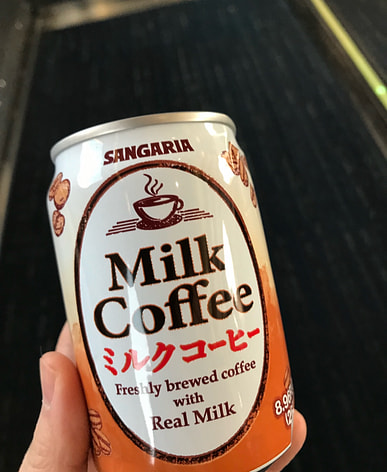 SANGARIA
Milk
Coffee
ミルクコーヒー
Freshly brewed coffee
with
Real Milk